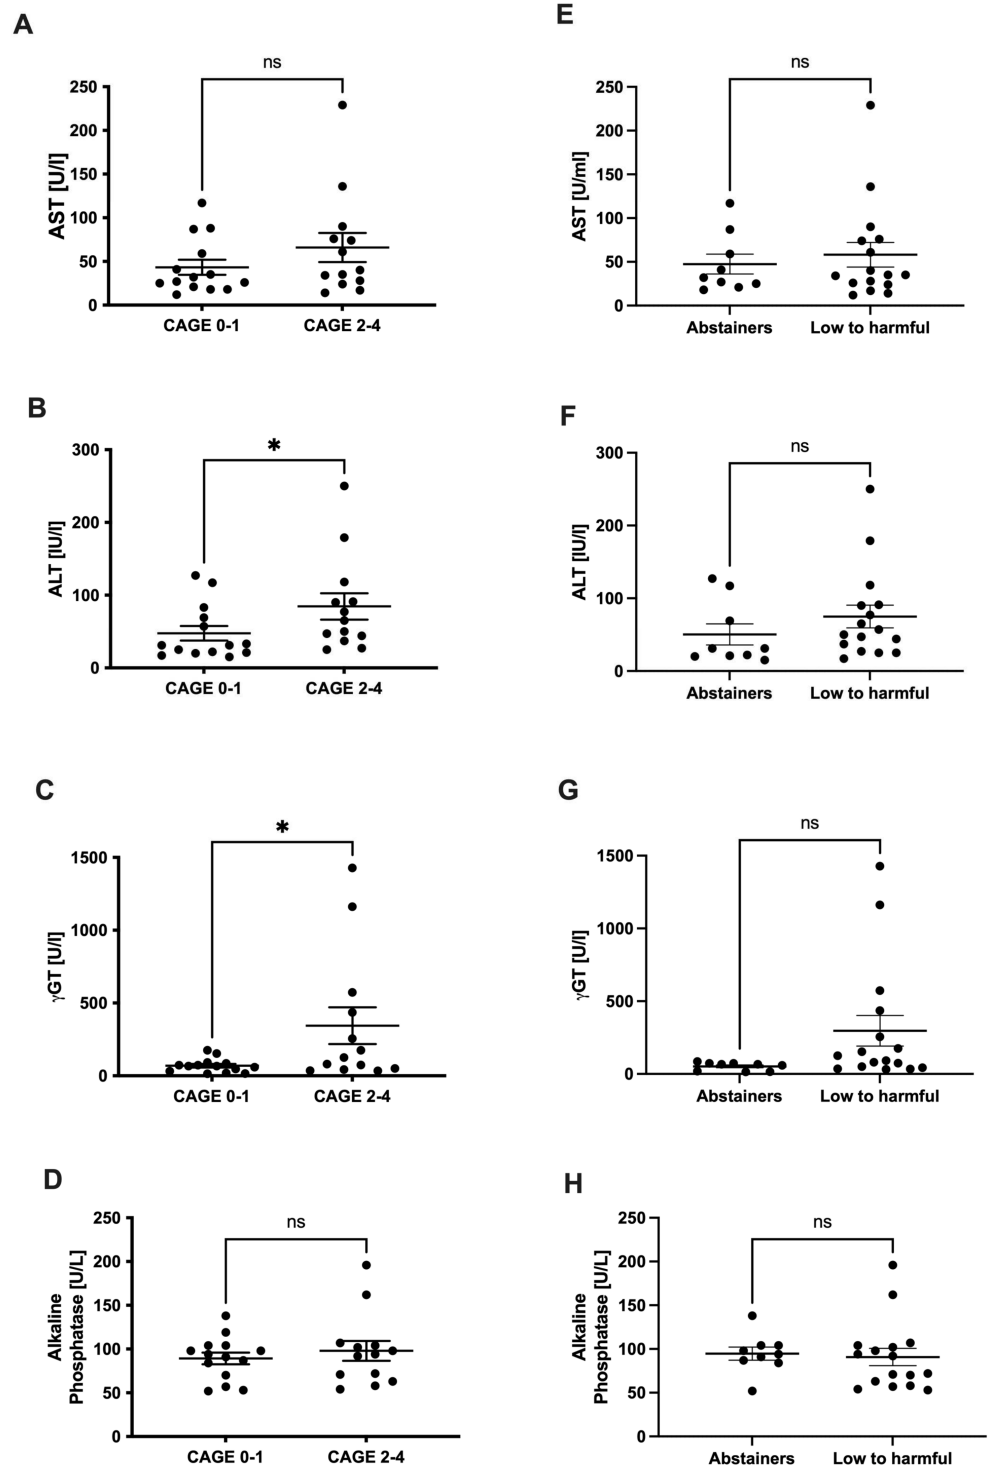 A
ns
AST [U/l]
250
200
150
100
50
0
CAGE 0-1 CAGE 2-4
E
ns
AST [U/ml]
250
200
150
100
50
0
Abstainers Low to harmful
B
*
ALT [IU/l]
300
200
100
0
CAGE 0-1 CAGE 2-4
F
ns
ALT [IU/l]
300
200
100
0
Abstainers Low to harmful
C
*
γGT [U/l]
1500
1000
500
0
CAGE 0-1 CAGE 2-4
G
ns
γGT [U/l]
1500
1000
500
0
Abstainers Low to harmful
D
ns
Alkaline
Phosphatase [U/L]
250
200
150
100
50
0
CAGE 0-1 CAGE 2-4
H
ns
Alkaline
Phosphatase [U/L]
250
200
150
100
50
0
Abstainers Low to harmful